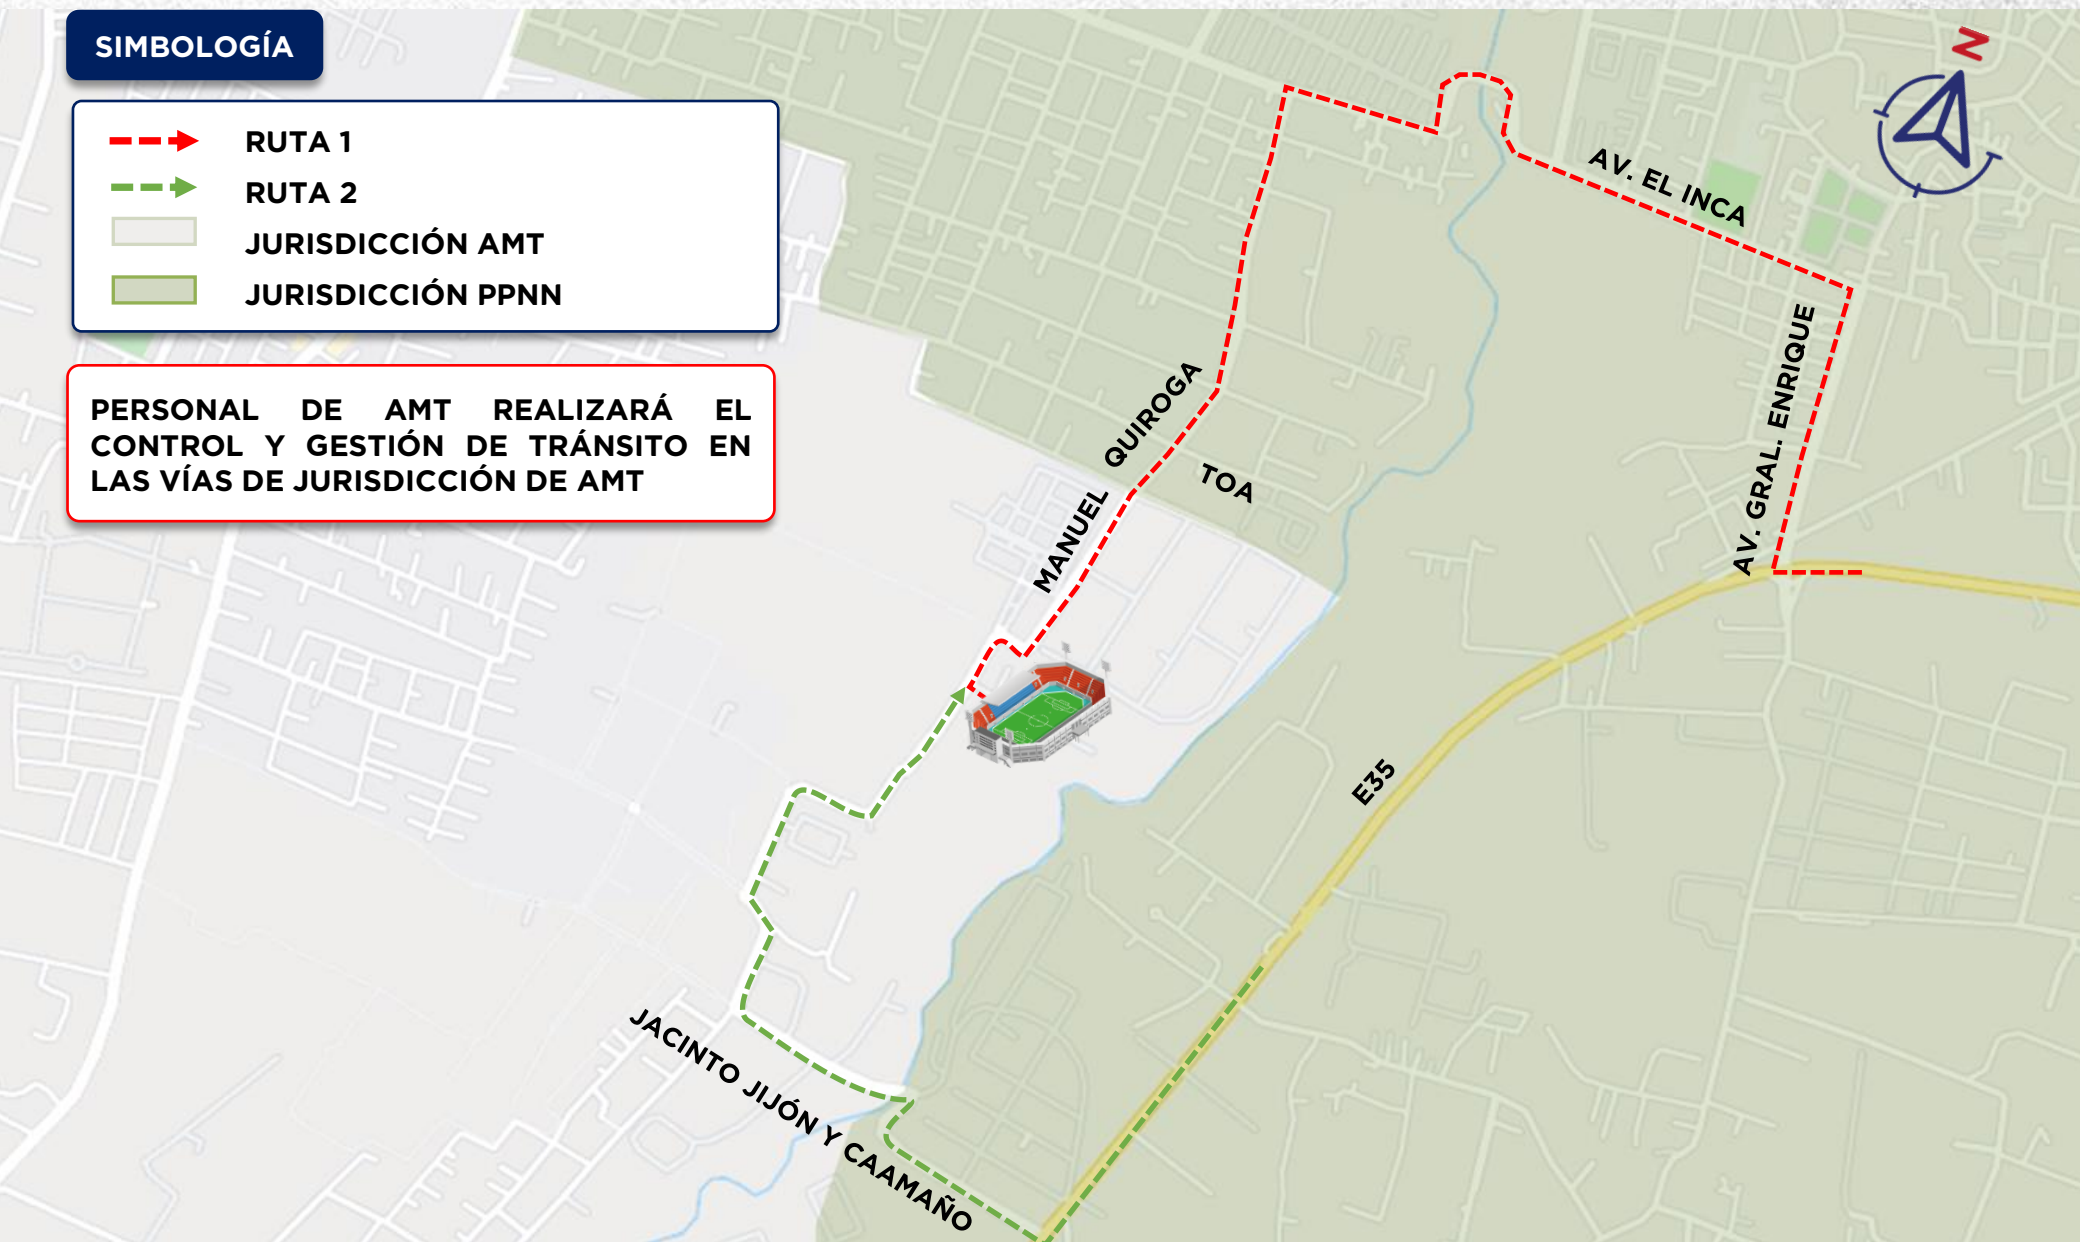 SIMBOLOGÍA
RUTA 1
RUTA 2
JURISDICCIÓN AMT
JURISDICCIÓN PPNN
PERSONAL DE AMT REALIZARÁ EL
CONTROL Y GESTIÓN DE TRÁNSITO EN
LAS VÍAS DE JURISDICCIÓN DE AMT
N
AV. EL INCA
AV. GRAL. ENRIQUE
MANUEL QUIROGA
TOA
E35
JACINTO JIJÓN Y CAAMAÑO